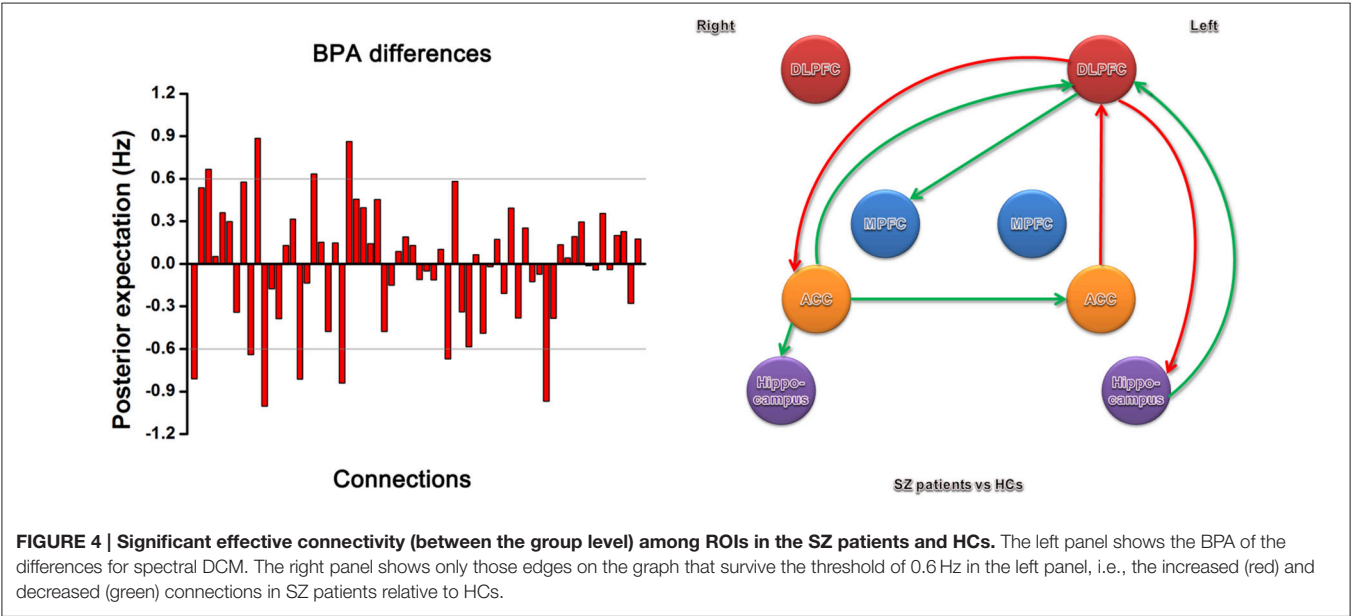 BPA differences
Posterior expectation (Hz)
1.2
0.9
0.6
0.3
0.0
-0.3
-0.6
-0.9
-1.2
Connections
Right
Left
DLPFC
DLPFC
MPFC
MPFC
ACC
ACC
Hippo-
campus
Hippo-
campus
SZ patients vs HCs
FIGURE 4 | Significant effective connectivity (between the group level) among ROIs in the SZ patients and HCs. The left panel shows the BPA of the
differences for spectral DCM. The right panel shows only those edges on the graph that survive the threshold of 0.6 Hz in the left panel, i.e., the increased (red) and
decreased (green) connections in SZ patients relative to HCs.